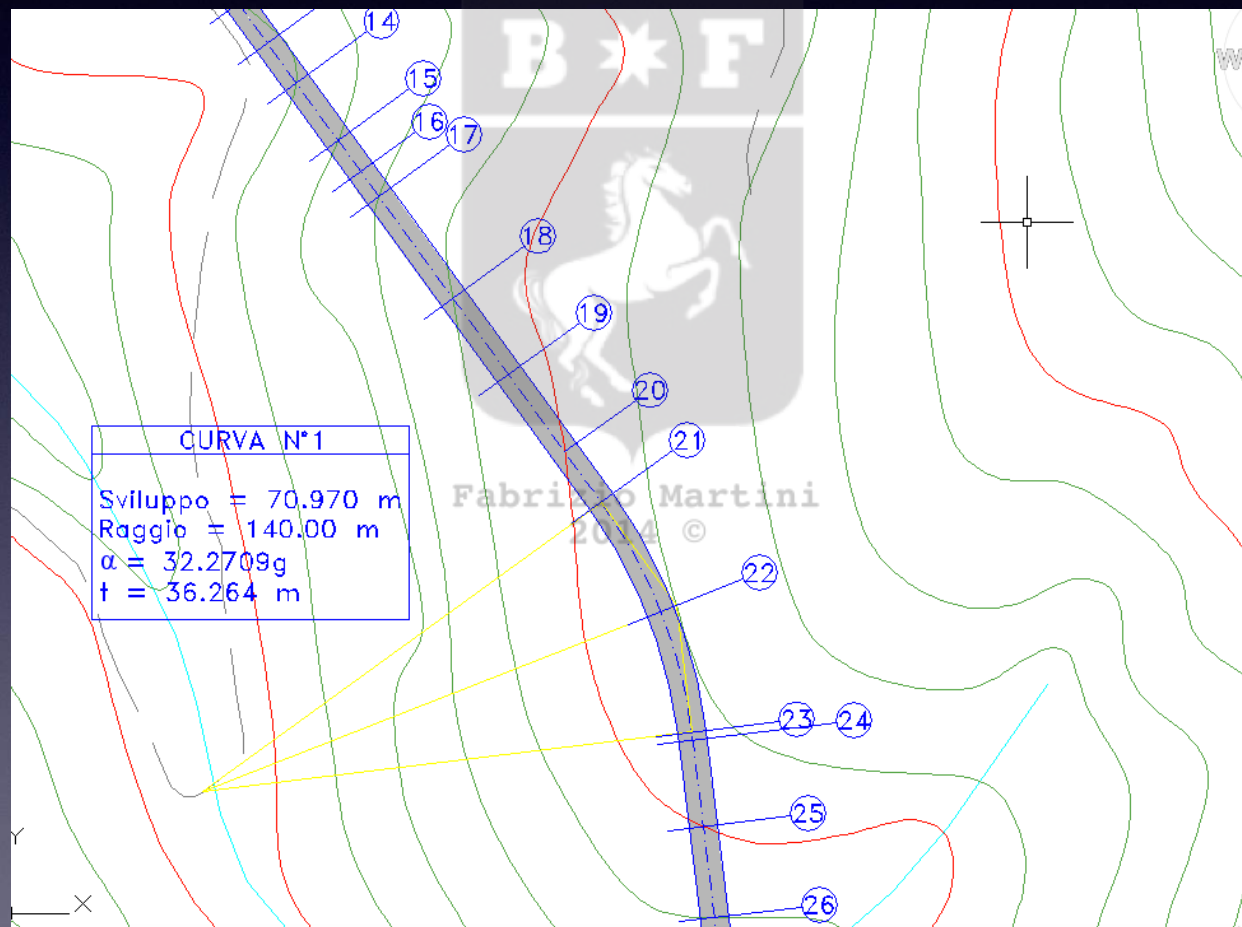 14
15
16
17
18
19
20
21
22
23
24
25
26
B F
W
CURVA N°1
Sviluppo = 70.970 m
Raggio = 140.00 m
α = 32.2709g
t = 36.264 m
Fabrizio Martini
2014 ©
Y
X